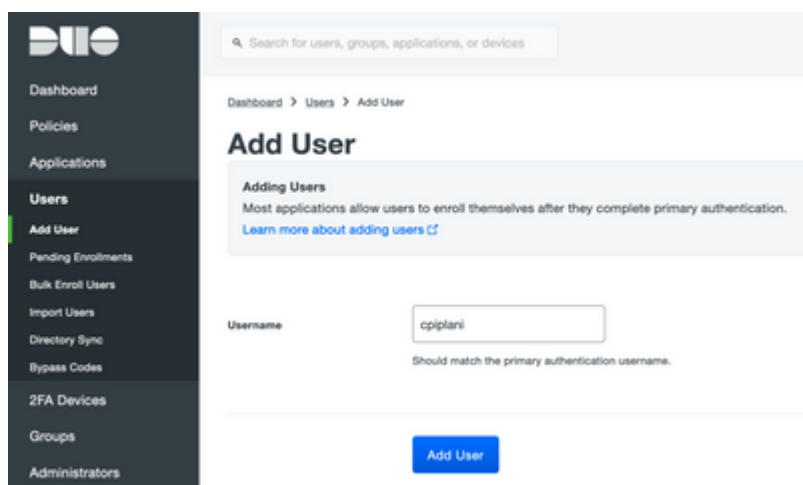 DUO
Search for users, groups, applications, or devices
Dashboard
Policies
Applications
Users
Add User
Pending Enrollments
Bulk Enroll Users
Import Users
Directory Sync
Bypass Codes
2FA Devices
Groups
Administrators
Dashboard > Users > Add User
Add User
Adding Users
Most applications allow users to enroll themselves after they complete primary authentication.
Learn more about adding users
Username
cpiplani
Should match the primary authentication username.
Add User